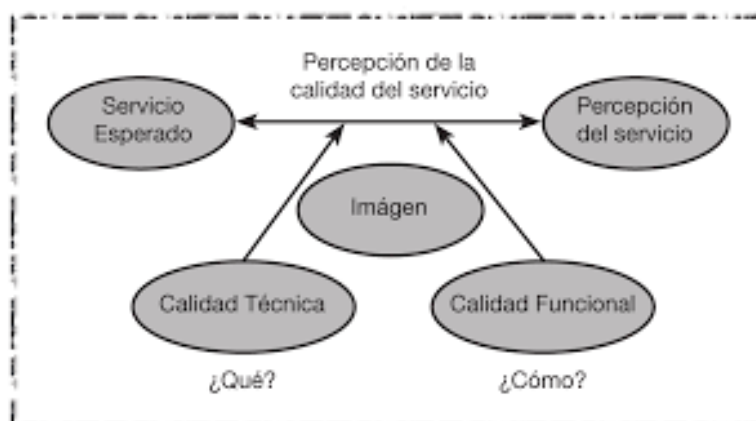 Percepción de la
calidad del servicio
Servicio
Esperado
Percepción
del servicio
Imágen
Calidad Técnica
Calidad Funcional
¿Qué?
¿Cómo?